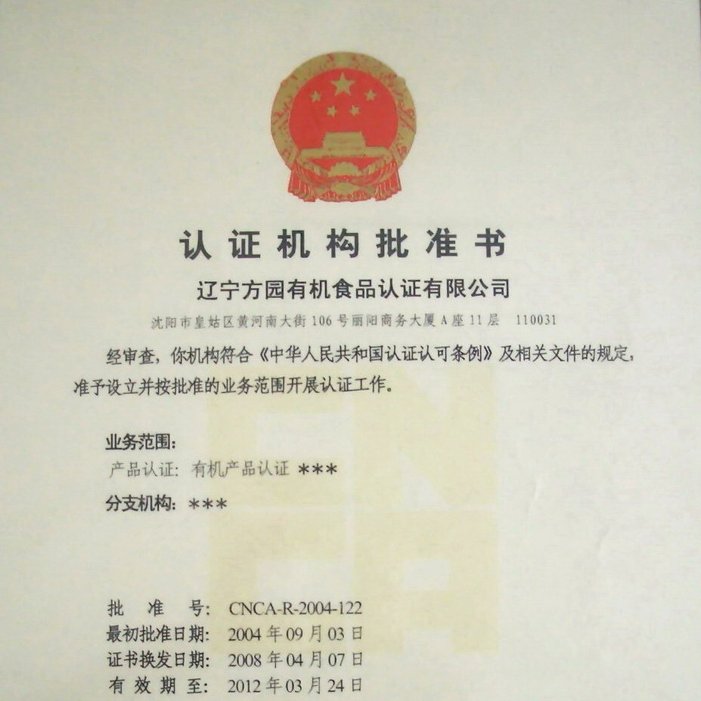 认证机构批准书
辽宁方园有机食品认证有限公司
沈阳市皇姑区黄河南大街106号丽阳商务大厦A座11层 110031
经审查，你机构符合《中华人民共和国认证认可条例》及相关文件的规定，
准予设立并按批准的业务范围开展认证工作。
业务范围：
产品认证：有机产品认证 ***
分支机构：***
批准号：CNCA-R-2004-122
最初批准日期：2004年09月03日
证书换发日期：2008年04月07日
有效期至：2012年03月24日
CN
CA